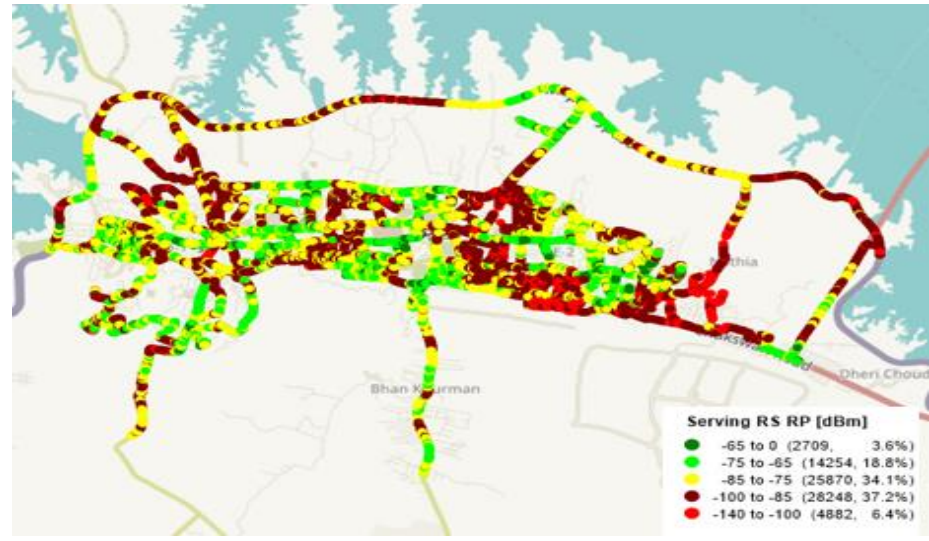 Bhan Khurman
Dheri Choud
Serving RS RP [dBm]
-65 to 0 (2709, 3.6%)
-75 to -65 (14254, 18.8%)
-85 to -75 (25870, 34.1%)
-100 to -85 (28248, 37.2%)
-140 to -100 (4882, 6.4%)